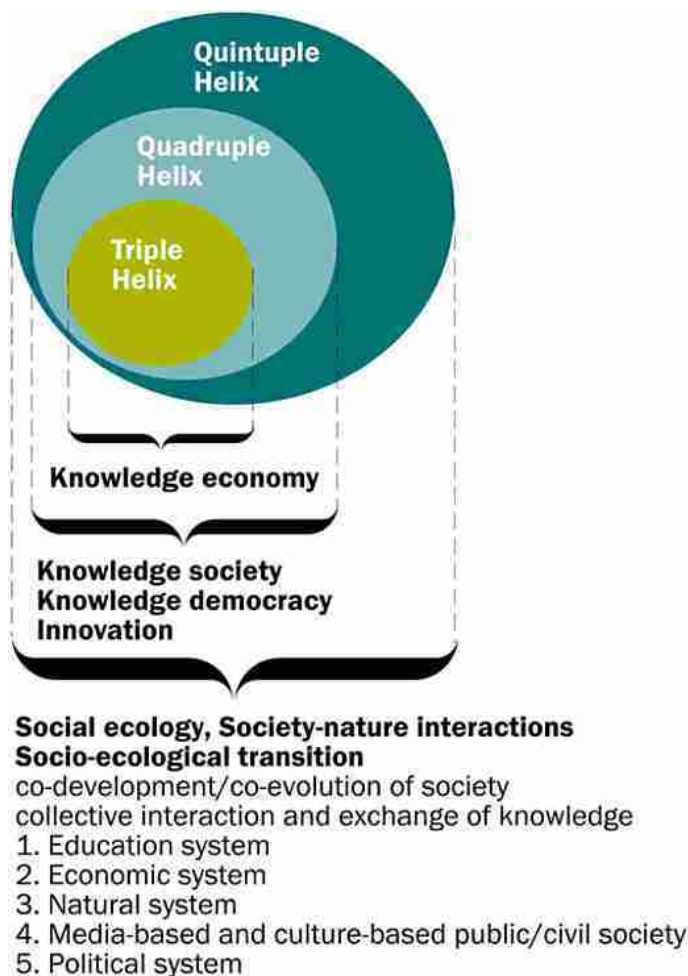 Quintuple
Helix
Quadruple
Helix
Triple
Helix
Knowledge economy
Knowledge society
Knowledge democracy
Innovation
Social ecology, Society-nature interactions
Socio-ecological transition
co-development/co-evolution of society
collective interaction and exchange of knowledge
1. Education system
2. Economic system
3. Natural system
4. Media-based and culture-based public/civil society
5. Political system